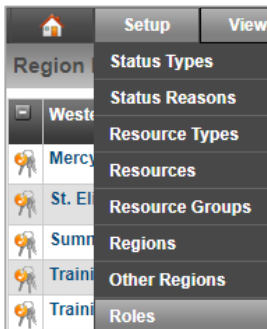 Setup View
Region
Status Types
Status Reasons
Weste
Resource Types
Mercy
Resources
St. Eli
Resource Groups
Summ
Regions
Traini
Other Regions
Traini
Roles